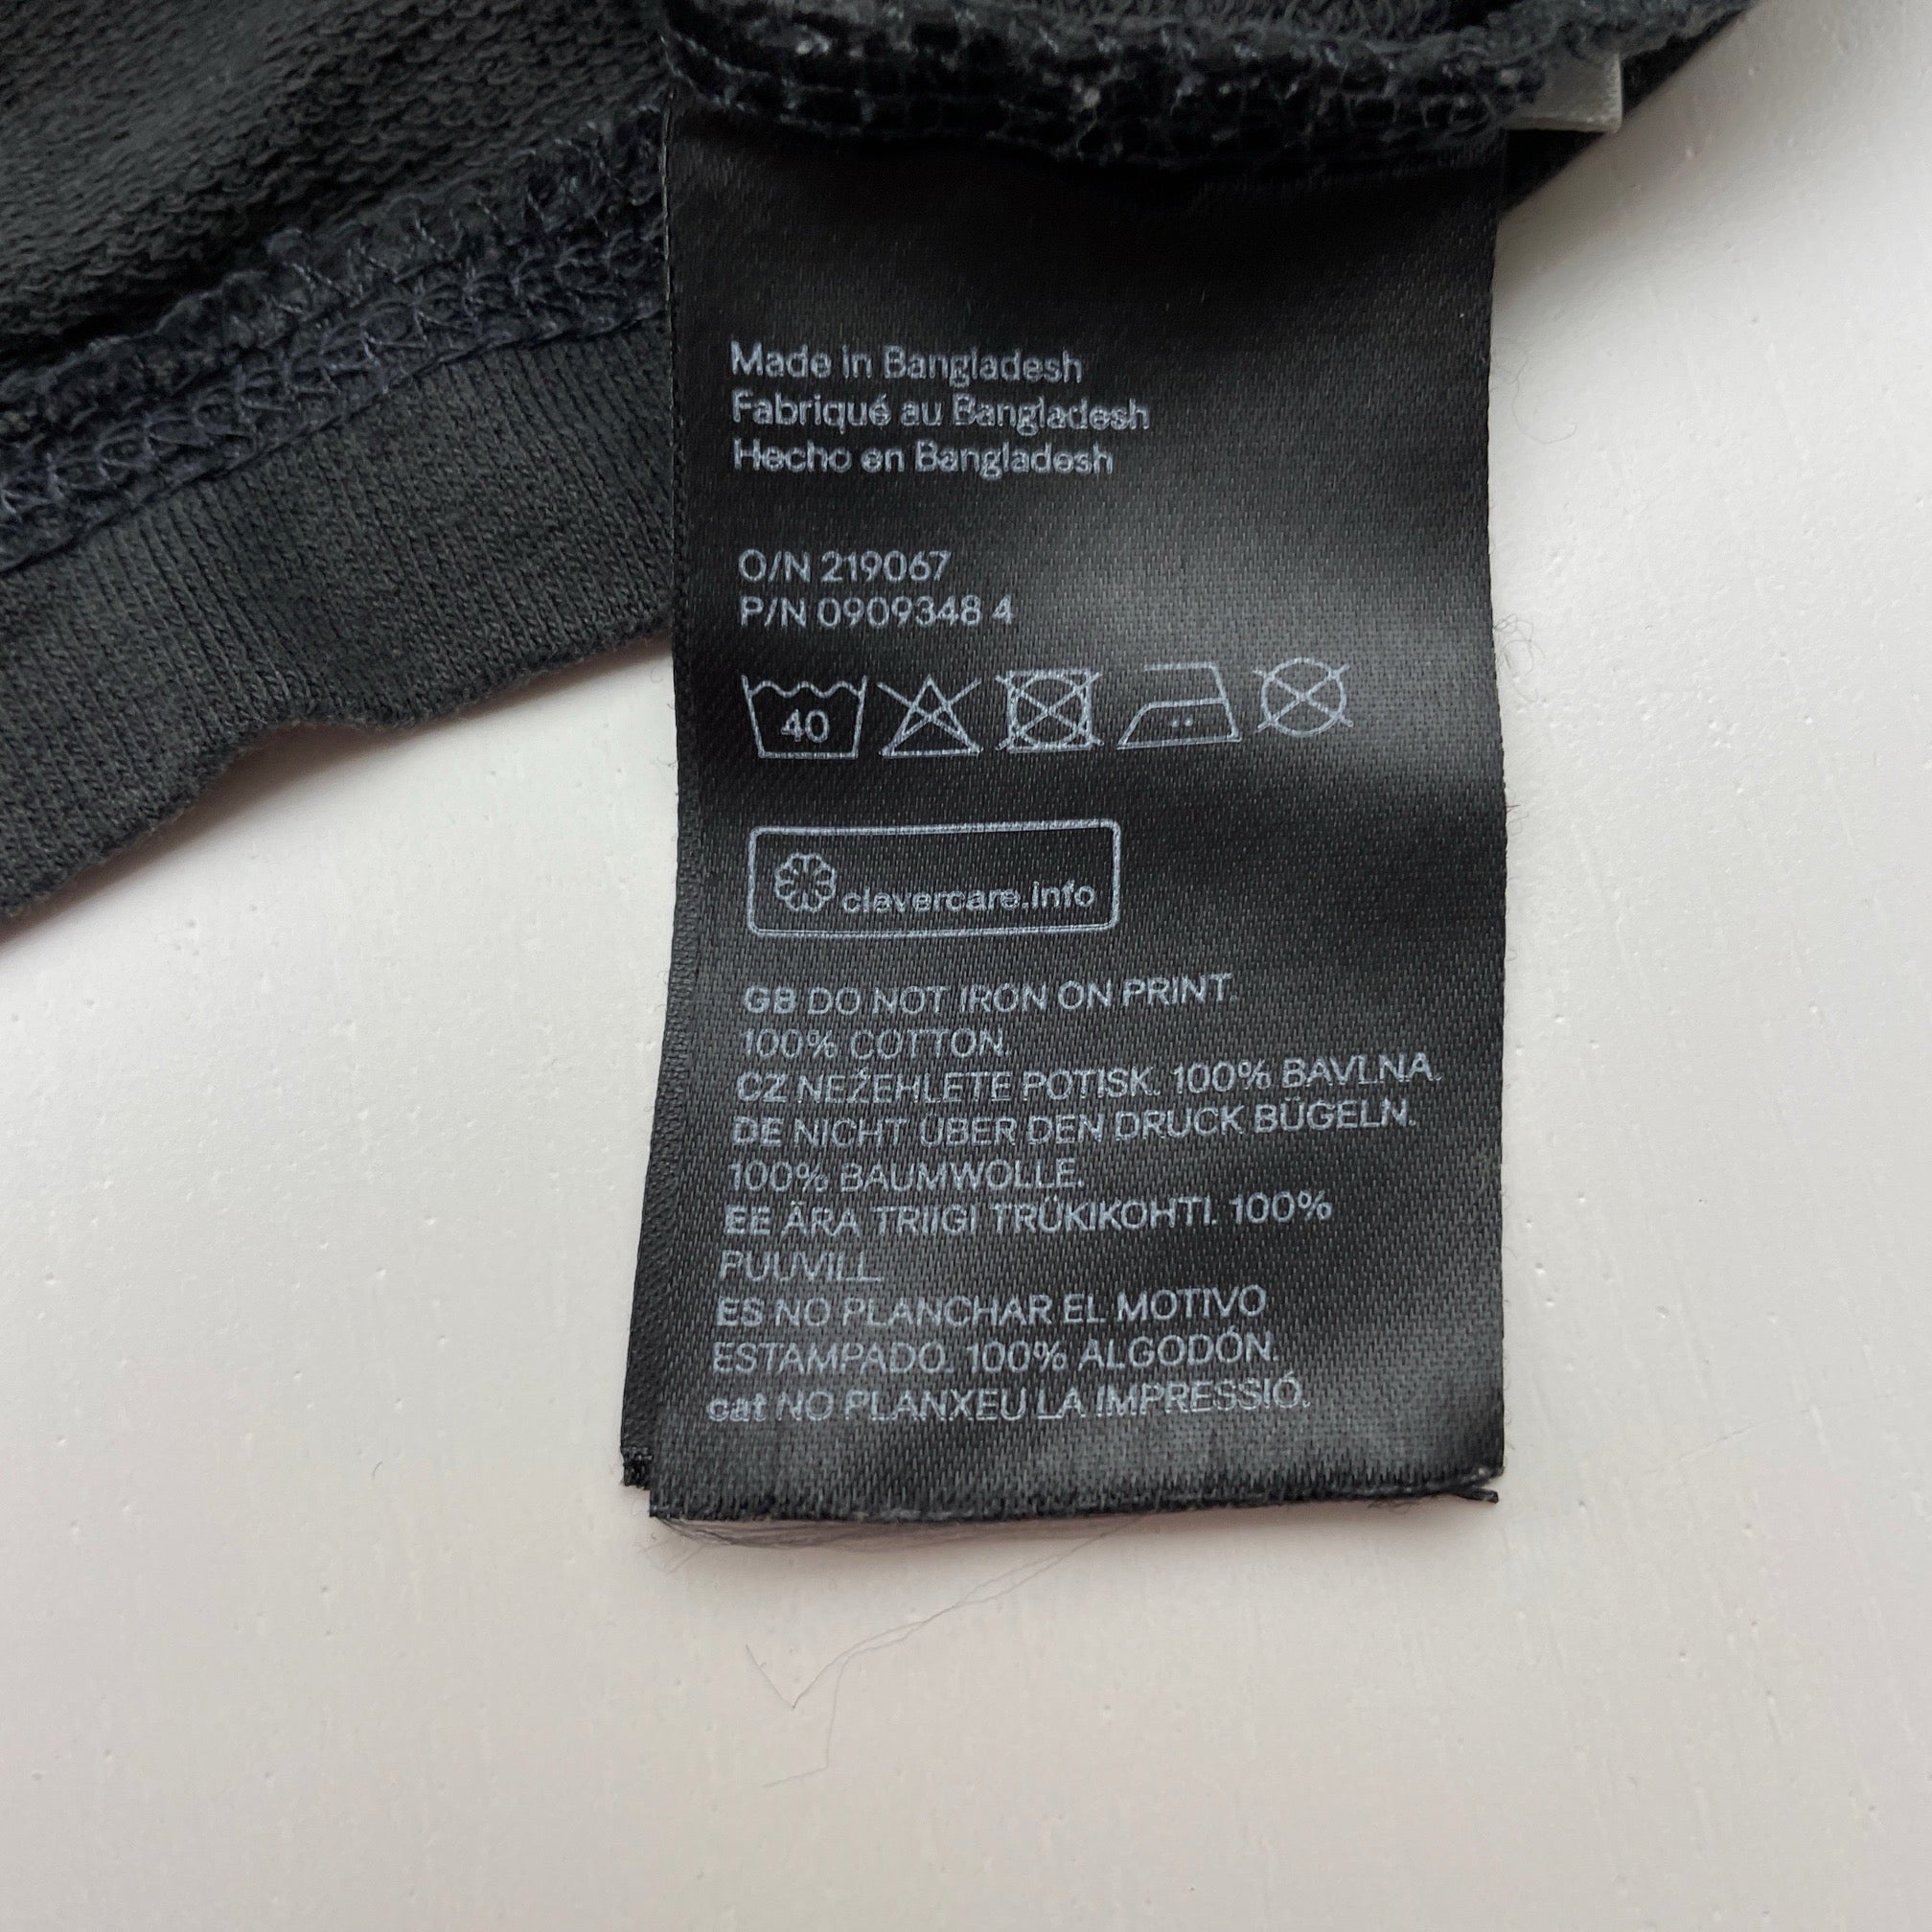 Made in Bangladesh
Fabriqué au Bangladesh
Hecho en Bangladesh
O/N 219067
P/N 0909348 4
40
clevercare.info
GB DO NOT IRON ON PRINT.
100% COTTON.
CZ NEŽEHLETE POTISK. 100% BAVLNA.
DE NICHT ÜBER DEN DRUCK BÜGELN.
100% BAUMWOLLE.
EE ÄRA TRIIGI TRÜKIKOHTI. 100%
PUUVILL.
ES NO PLANCHAR EL MOTIVO
ESTAMPADO. 100% ALGODÓN.
cat NO PLANXEU LA IMPRESSIÓ.